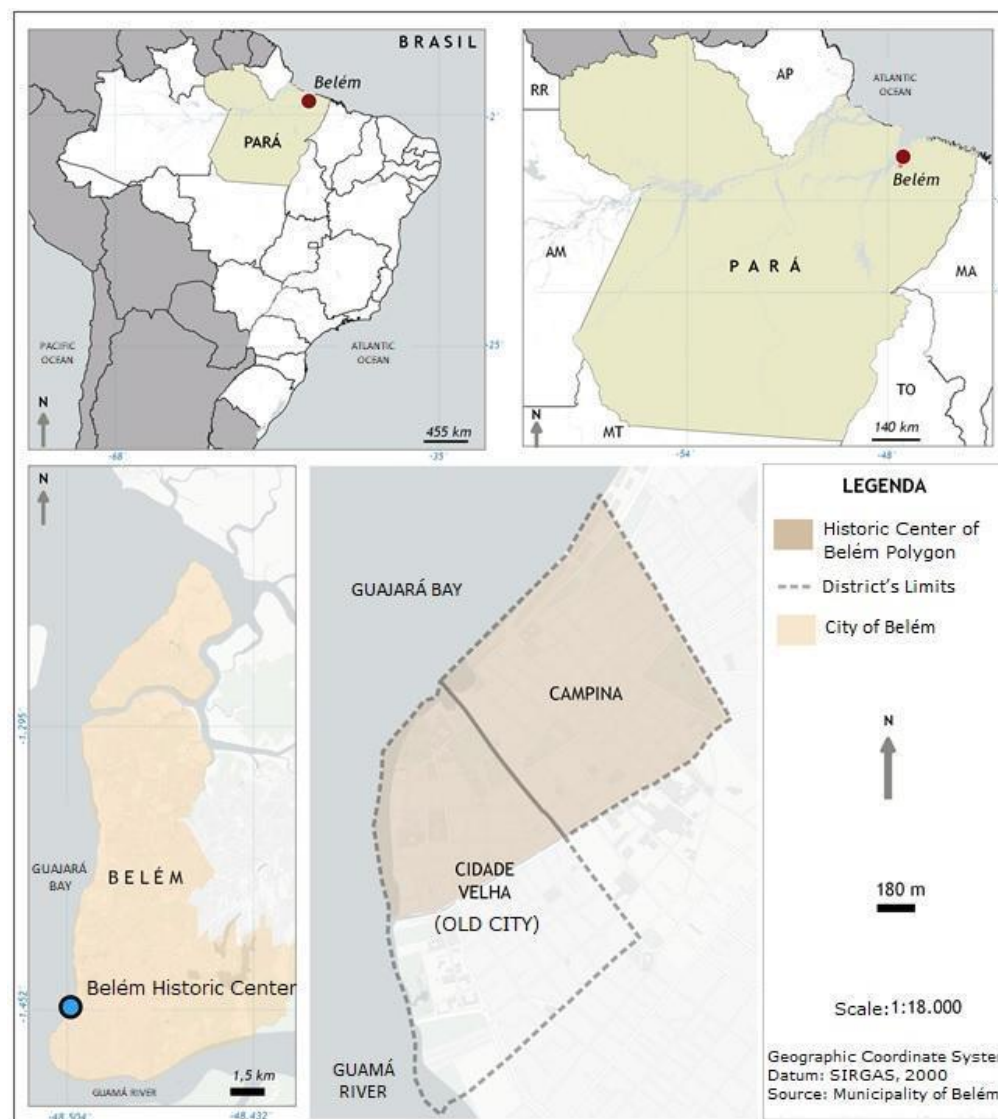 BRASIL
Belém
PARÁ
-2°
PACIFIC
OCEAN
ATLANTIC
OCEAN
-25°
N
455 km
-68°
-35°
RR
AP
ATLANTIC
OCEAN
Belém
AM
PARÁ
MA
TO
N
MT
140 km
-54°
-48°
N
-1.295°
GUAJARÁ
BAY
BELÉM
Belém Historic Center
-1.452°
1,5 km
GUAMÁ RIVER
-48.504°
-48.432°
GUAJARÁ BAY
CAMPINA
CIDADE
VELHA
(OLD CITY)
GUAMÁ
RIVER
LEGENDA
Historic Center of
Belém Polygon
District's Limits
City of Belém
N
180 m
Scale:1:18.000
Geographic Coordinate System
Datum: SIRGAS, 2000
Source: Municipality of Belém